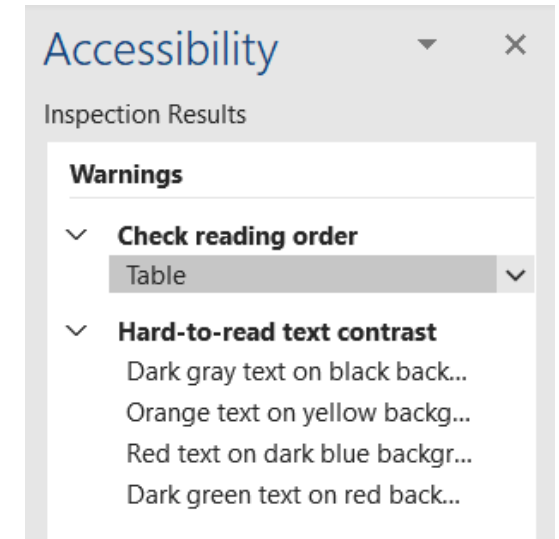 Accessibility
Inspection Results
Warnings
Check reading order
Table
Hard-to-read text contrast
Dark gray text on black back...
Orange text on yellow backg...
Red text on dark blue backgr...
Dark green text on red back...